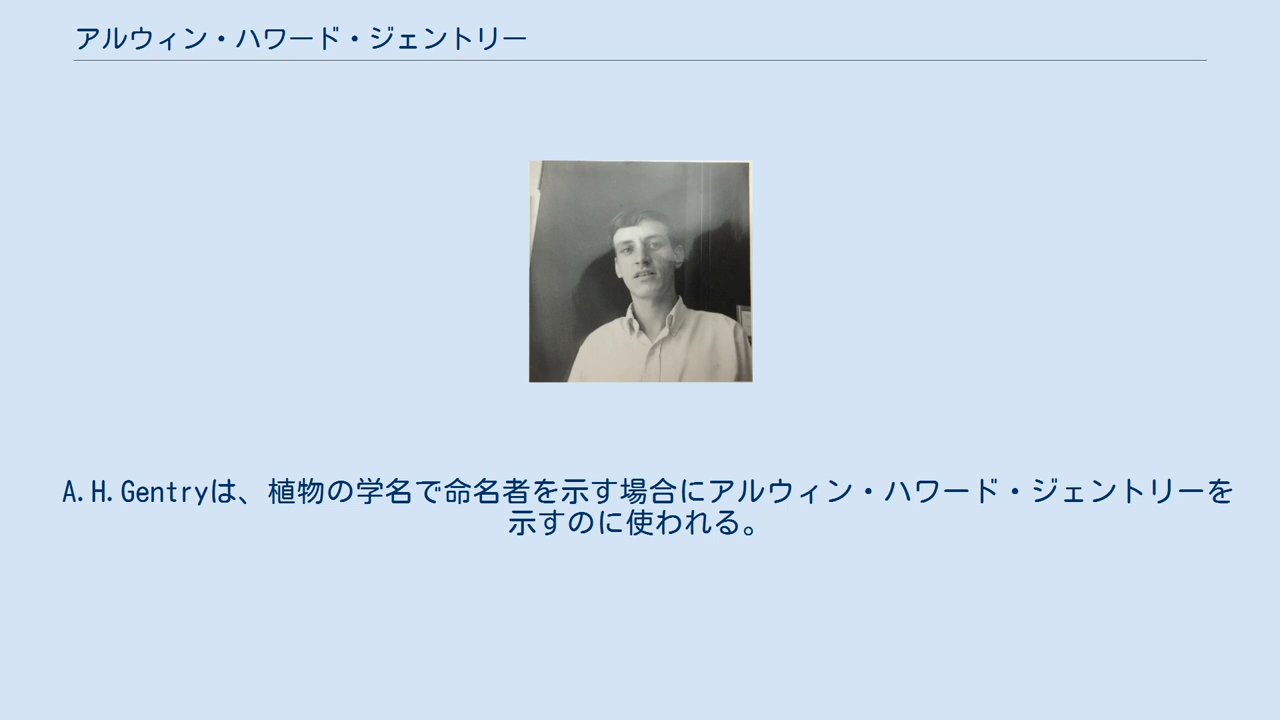 アルウィン・ハワード・ジェントリー
A.H.Gentryは、植物の学名で命名者を示す場合にアルウィン・ハワード・ジェントリーを
示すのに使われる。